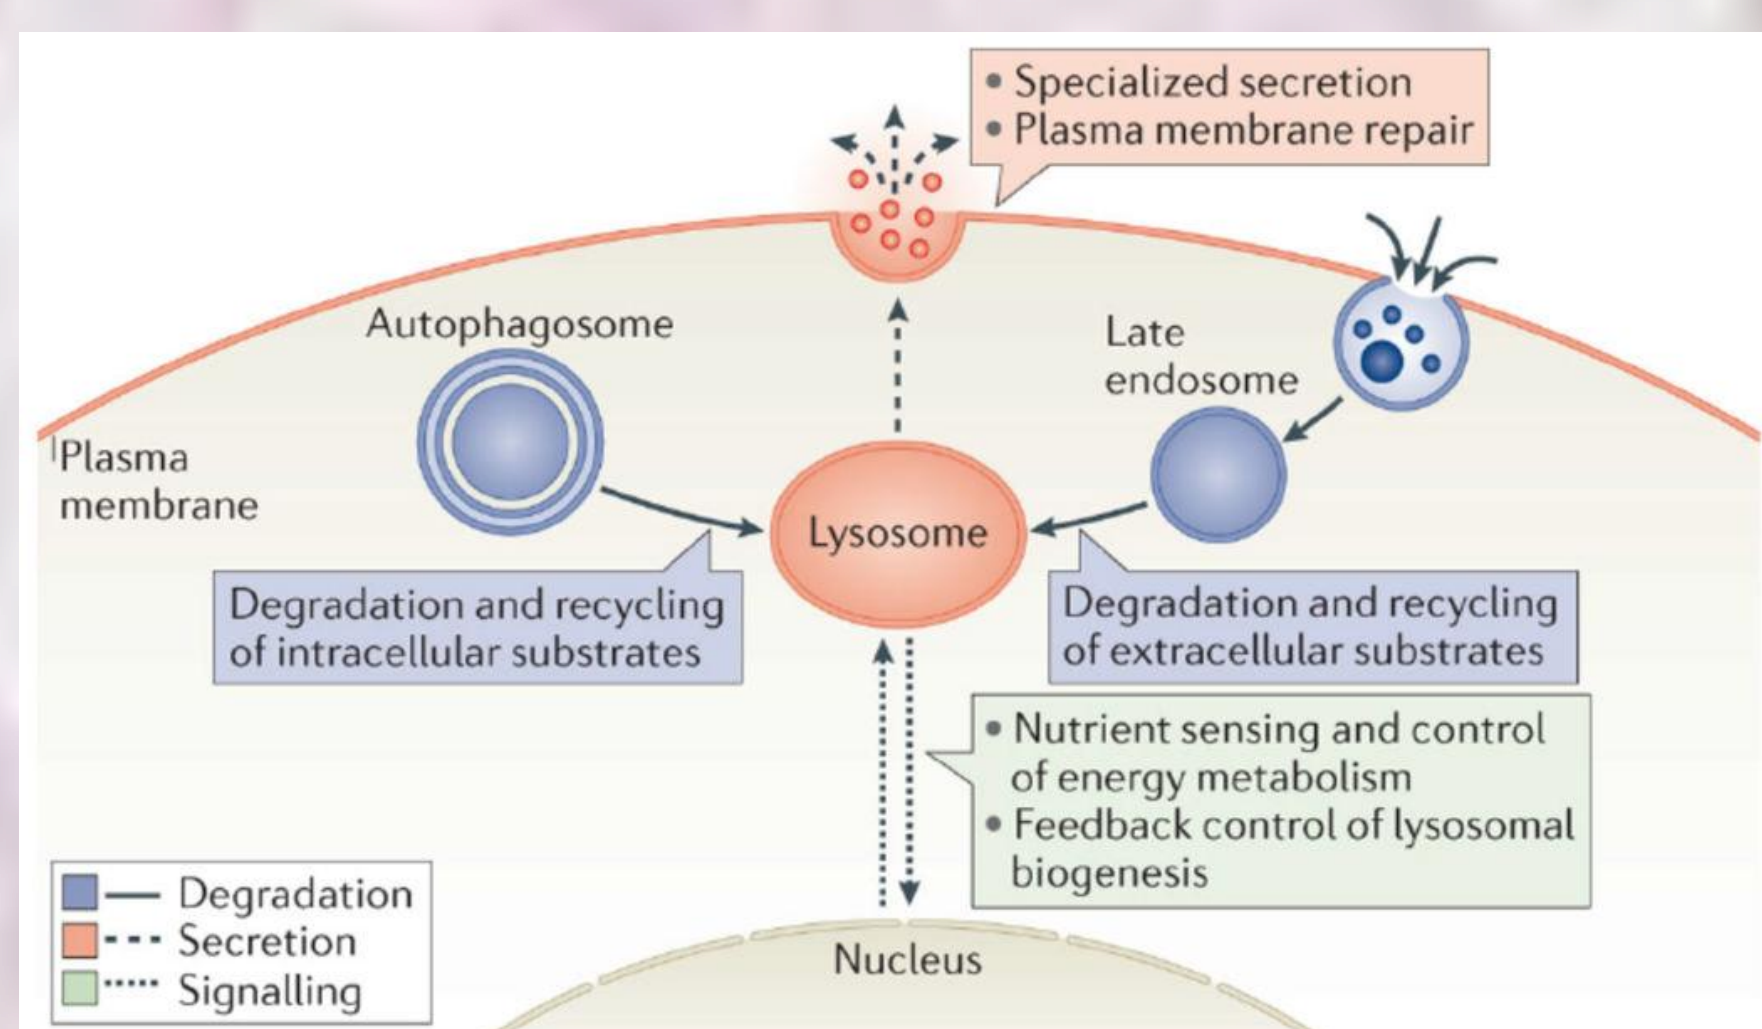 • Specialized secretion
• Plasma membrane repair
Autophagosome
Late
endosome
Plasma
membrane
Lysosome
Degradation and recycling
of intracellular substrates
Degradation and recycling
of extracellular substrates
• Nutrient sensing and control
of energy metabolism
• Feedback control of lysosomal
biogenesis
Degradation
Secretion
Signalling
Nucleus